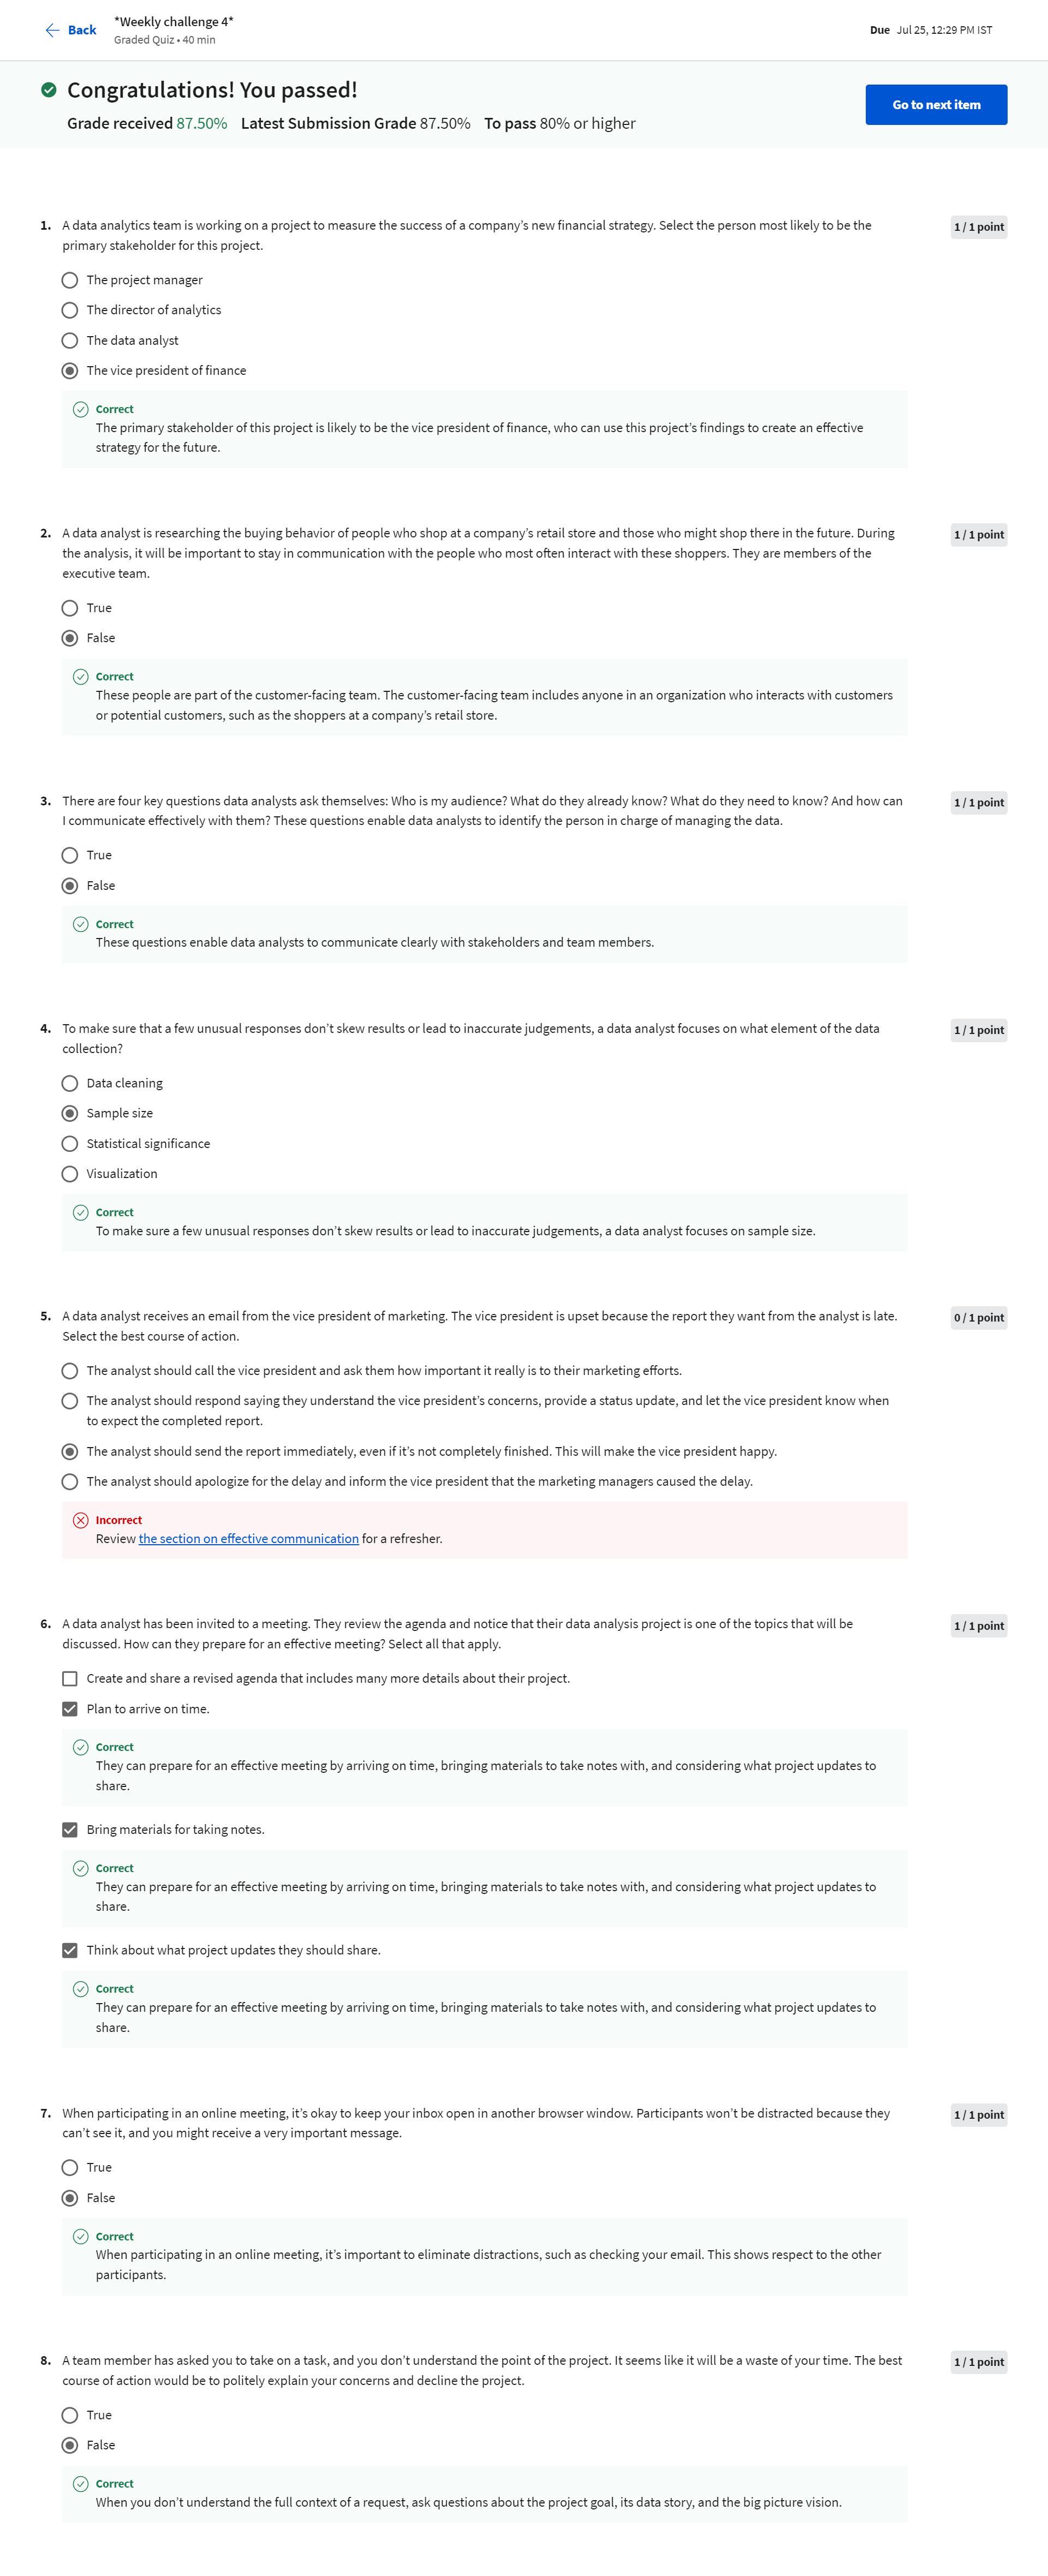 Back
*Weekly challenge 4*
Graded Quiz • 40 min
Due Jul 25, 12:29 PM IST
Congratulations! You passed!
Grade received 87.50% Latest Submission Grade 87.50% To pass 80% or higher
Go to next item
1. A data analytics team is working on a project to measure the success of a company’s new financial strategy. Select the person most likely to be the
primary stakeholder for this project.
1 / 1 point
The project manager
The director of analytics
The data analyst
The vice president of finance
Correct
The primary stakeholder of this project is likely to be the vice president of finance, who can use this project’s findings to create an effective
strategy for the future.
2. A data analyst is researching the buying behavior of people who shop at a company’s retail store and those who might shop there in the future. During
the analysis, it will be important to stay in communication with the people who most often interact with these shoppers. They are members of the
executive team.
1 / 1 point
True
False
Correct
These people are part of the customer-facing team. The customer-facing team includes anyone in an organization who interacts with customers
or potential customers, such as the shoppers at a company’s retail store.
3. There are four key questions data analysts ask themselves: Who is my audience? What do they already know? What do they need to know? And how can
I communicate effectively with them? These questions enable data analysts to identify the person in charge of managing the data.
1 / 1 point
True
False
Correct
These questions enable data analysts to communicate clearly with stakeholders and team members.
4. To make sure that a few unusual responses don’t skew results or lead to inaccurate judgements, a data analyst focuses on what element of the data
collection?
1 / 1 point
Data cleaning
Sample size
Statistical significance
Visualization
Correct
To make sure a few unusual responses don’t skew results or lead to inaccurate judgements, a data analyst focuses on sample size.
5. A data analyst receives an email from the vice president of marketing. The vice president is upset because the report they want from the analyst is late.
Select the best course of action.
0 / 1 point
The analyst should call the vice president and ask them how important it really is to their marketing efforts.
The analyst should respond saying they understand the vice president’s concerns, provide a status update, and let the vice president know when
to expect the completed report.
The analyst should send the report immediately, even if it’s not completely finished. This will make the vice president happy.
The analyst should apologize for the delay and inform the vice president that the marketing managers caused the delay.
Incorrect
Review the section on effective communication for a refresher.
6. A data analyst has been invited to a meeting. They review the agenda and notice that their data analysis project is one of the topics that will be
discussed. How can they prepare for an effective meeting? Select all that apply.
1 / 1 point
Create and share a revised agenda that includes many more details about their project.
Plan to arrive on time.
Correct
They can prepare for an effective meeting by arriving on time, bringing materials to take notes with, and considering what project updates to
share.
Bring materials for taking notes.
Correct
They can prepare for an effective meeting by arriving on time, bringing materials to take notes with, and considering what project updates to
share.
Think about what project updates they should share.
Correct
They can prepare for an effective meeting by arriving on time, bringing materials to take notes with, and considering what project updates to
share.
7. When participating in an online meeting, it’s okay to keep your inbox open in another browser window. Participants won’t be distracted because they
can’t see it, and you might receive a very important message.
1 / 1 point
True
False
Correct
When participating in an online meeting, it’s important to eliminate distractions, such as checking your email. This shows respect to the other
participants.
8. A team member has asked you to take on a task, and you don’t understand the point of the project. It seems like it will be a waste of your time. The best
course of action would be to politely explain your concerns and decline the project.
1 / 1 point
True
False
Correct
When you don’t understand the full context of a request, ask questions about the project goal, its data story, and the big picture vision.